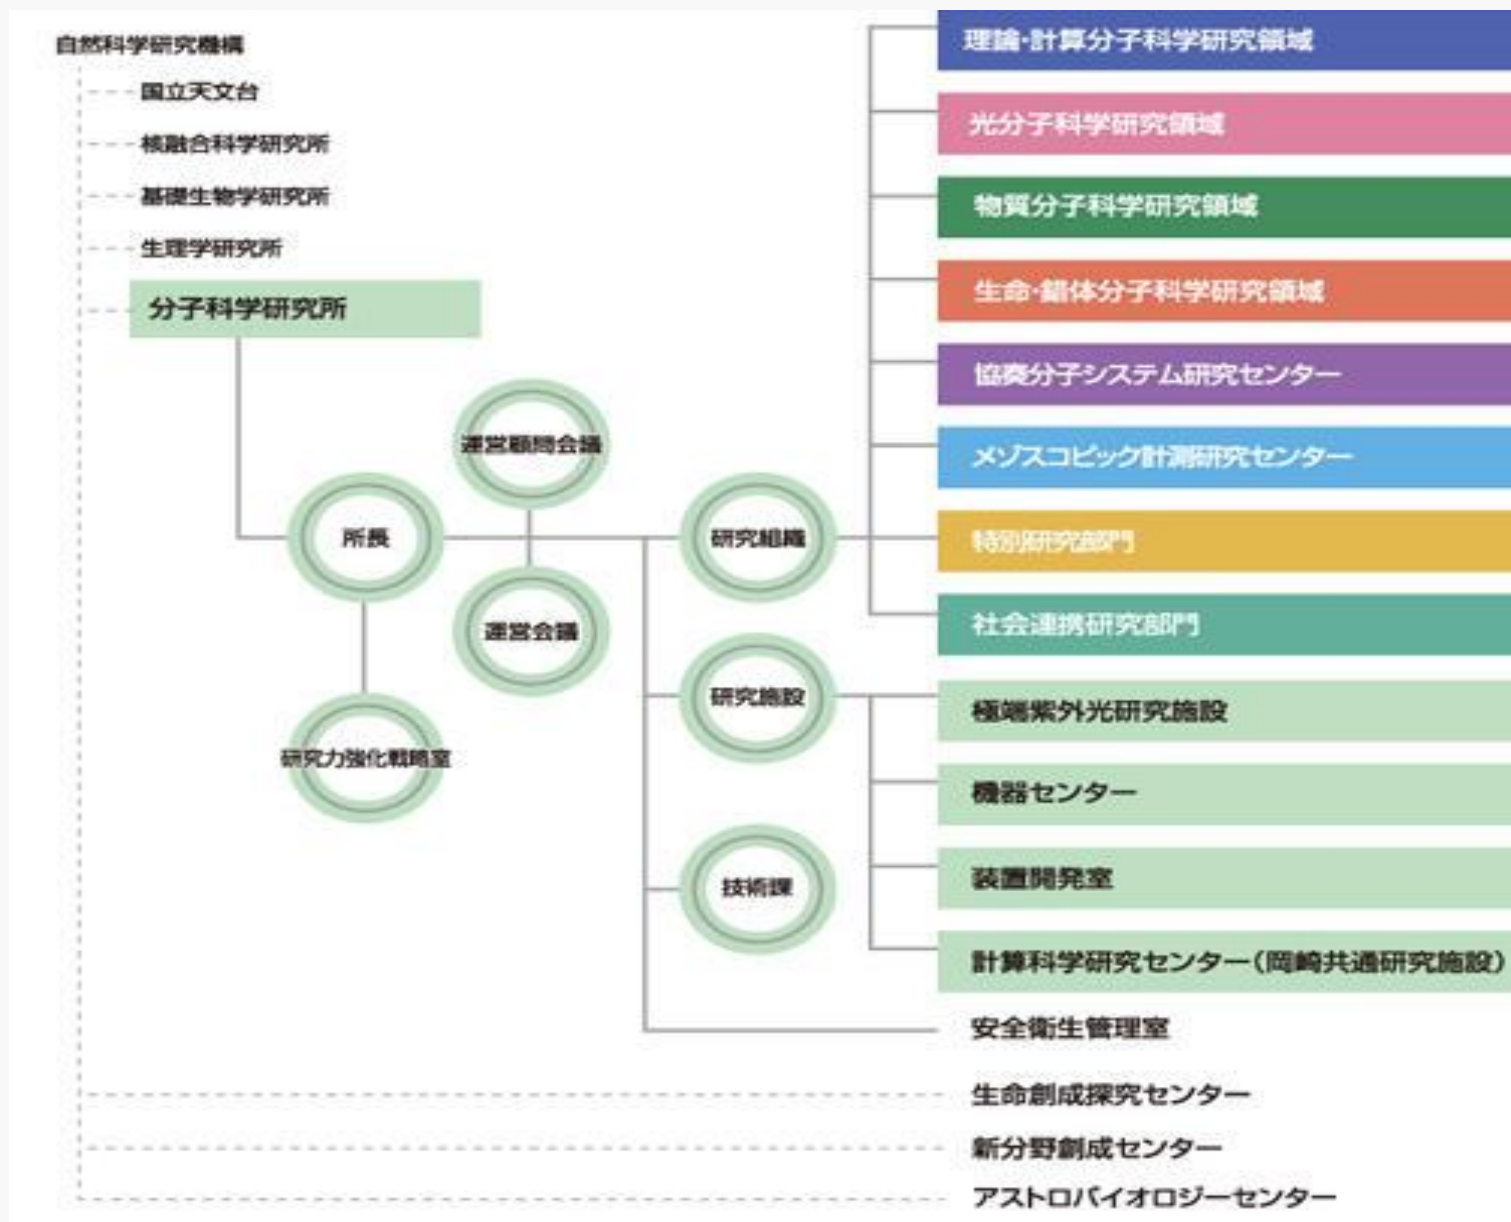 自然科学研究機構
国立天文台
核融合科学研究所
基礎生物学研究所
生理学研究所
分子科学研究所
運営顧問会議
所長
運営会議
研究力強化戦略室
研究組織
研究施設
技術課
理論・計算分子科学研究領域
光分子科学研究領域
物質分子科学研究領域
生命・錯体分子科学研究領域
協奏分子システム研究センター
メゾスコピック計測研究センター
特別研究部門
社会連携研究部門
極端紫外光研究施設
機器センター
装置開発室
計算科学研究センター（岡崎共通研究施設）
安全衛生管理室
生命創成探究センター
新分野創成センター
アストロバイオロジーセンター